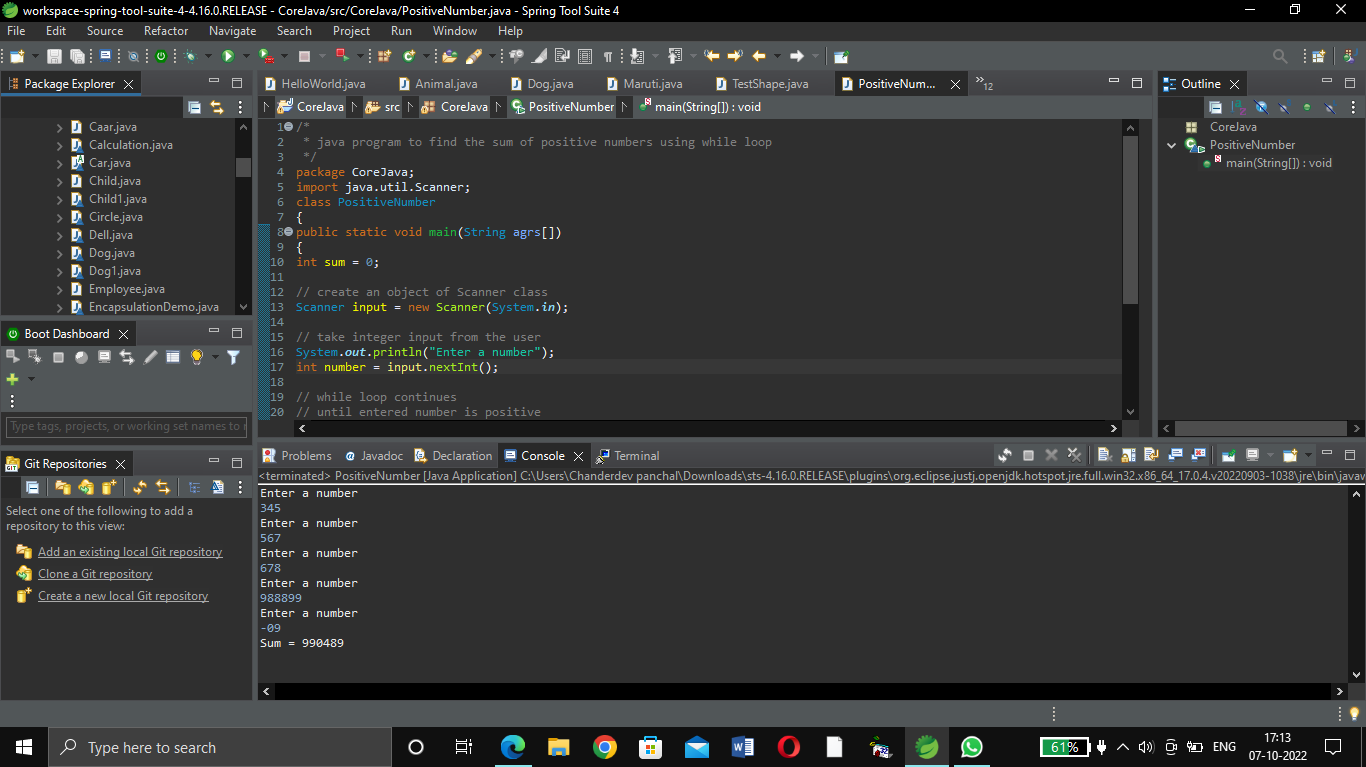 workspace-spring-tool-suite-4-4.16.0.RELEASE - CoreJava/src/CoreJava/PositiveNumber.java - Spring Tool Suite 4
File Edit Source Refactor Navigate Search Project Run Window Help
Package Explorer
Caar.java
Calculation.java
Car.java
Child.java
Child1.java
Circle.java
Dell.java
Dog.java
Dog1.java
Employee.java
EncapsulationDemo.java
Boot Dashboard
Type tags, projects, or working set names to
Git Repositories
Select one of the following to add a
repository to this view:
Add an existing local Git repository
Clone a Git repository
Create a new local Git repository
HelloWorld.java Animal.java Dog.java Maruti.java TestShape.java PositiveNum... »12
CoreJava src CoreJava PositiveNumber main(String[]) : void
1 /*
2 * java program to find the sum of positive numbers using while loop
3 */
4 package CoreJava;
5 import java.util.Scanner;
6 class PositiveNumber
7 {
8 public static void main(String agrs[])
9 {
10 int sum = 0;
11
12 // create an object of Scanner class
13 Scanner input = new Scanner(System.in);
14
15 // take integer input from the user
16 System.out.println("Enter a number");
17 int number = input.nextInt();
18
19 // while loop continues
20 // until entered number is positive
Outline
CoreJava
PositiveNumber
main(String[]) : void
Problems Javadoc Declaration Console Terminal
<terminated> PositiveNumber [Java Application] C:\Users\Chanderdev panchal\Downloads\sts-4.16.0.RELEASE\plugins\org.eclipse.justj.openjdk.hotspot.jre.full.win32.x86_64_17.0.4.v20220903-1038\jre\bin\javaw
Enter a number
345
Enter a number
567
Enter a number
678
Enter a number
988899
Enter a number
-09
Sum = 990489
Type here to search
61%
ENG
17:13
07-10-2022